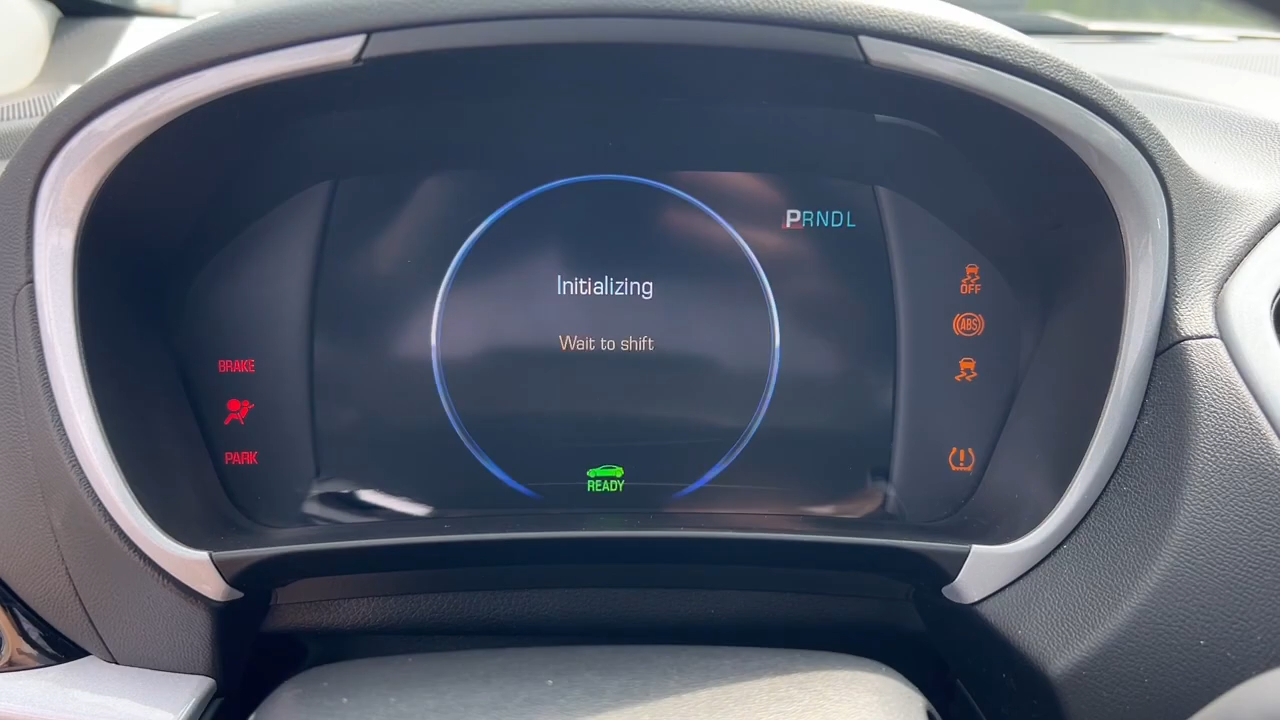 PRNDL
Initializing
Wait to shift
BRAKE
PARK
READY
OFF
ABS
!